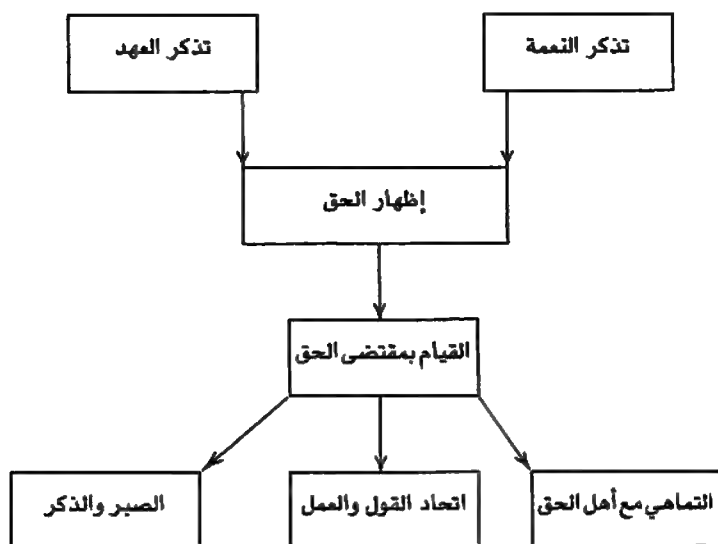 تذكر النعمة
تذكر العهد
إظهار الحق
القيام بمقتضى الحق
التماهي مع أهل الحق
اتحاد القول والعمل
الصبر والذكر